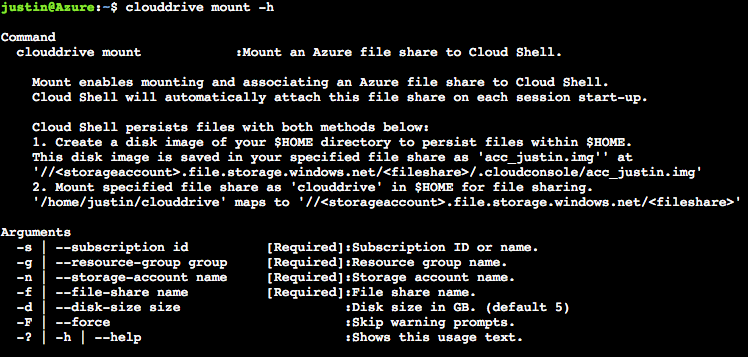 justin@Azure:~$ clouddrive mount -h
Command
clouddrive mount :Mount an Azure file share to Cloud Shell.
Mount enables mounting and associating an Azure file share to Cloud Shell.
Cloud Shell will automatically attach this file share on each session start-up.
Cloud Shell persists files with both methods below:
1. Create a disk image of your $HOME directory to persist files within $HOME.
This disk image is saved in your specified file share as 'acc_justin.img'' at
'//<storageaccount>.file.storage.windows.net/<fileshare>/.cloudconsole/acc_justin.img'
2. Mount specified file share as 'clouddrive' in $HOME for file sharing.
'/home/justin/clouddrive' maps to '//<storageaccount>.file.storage.windows.net/<fileshare>'
Arguments
-s | --subscription id [Required]:Subscription ID or name.
-g | --resource-group group [Required]:Resource group name.
-n | --storage-account name [Required]:Storage account name.
-f | --file-share name [Required]:File share name.
-d | --disk-size size :Disk size in GB. (default 5)
-F | --force :Skip warning prompts.
-? | -h | --help :Shows this usage text.